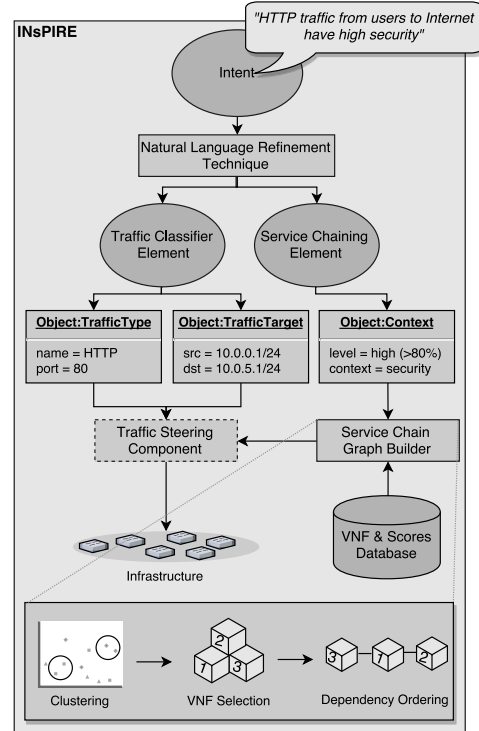 INsPIRE
"HTTP traffic from users to Internet
have high security"
Intent
Natural Language Refinement
Technique
Traffic Classifier
Element
Service Chaining
Element
Object:TrafficType
name = HTTP
port = 80
Object:TrafficTarget
src = 10.0.0.1/24
dst = 10.0.5.1/24
Object:Context
level = high (>80%)
context = security
Traffic Steering
Component
Service Chain
Graph Builder
VNF & Scores
Database
Infrastructure
2
1 3
3 1 2
Clustering
VNF Selection
Dependency Ordering